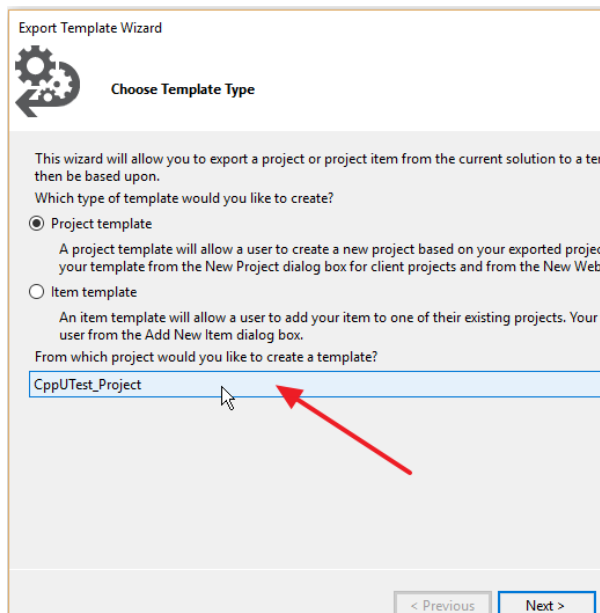 Export Template Wizard
Choose Template Type
This wizard will allow you to export a project or project item from the current solution to a
then be based upon.
Which type of template would you like to create?
Project template
A project template will allow a user to create a new project based on your exported
your template from the New Project dialog box for client projects and from the New Web
Item template
An item template will allow a user to add your item to one of their existing projects. Your
user from the Add New Item dialog box.
From which project would you like to create a template?
CppUTest_Project
< Previous
Next >